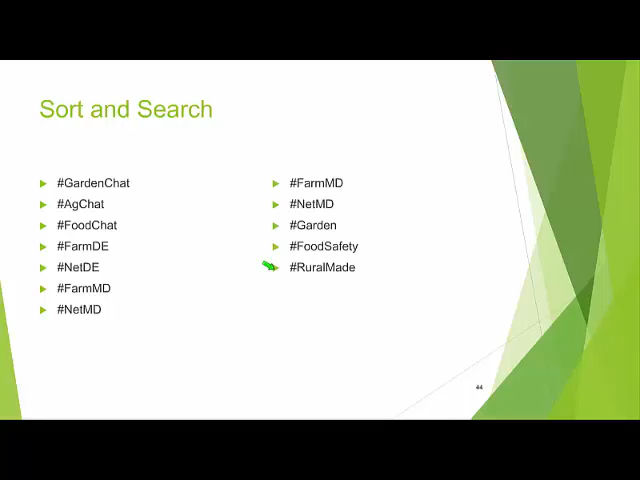 Sort and Search
#GardenChat
#AgChat
#FoodChat
#FarmDE
#NetDE
#FarmMD
#NetMD
#FarmMD
#NetMD
#Garden
#FoodSafety
#RuralMade
44